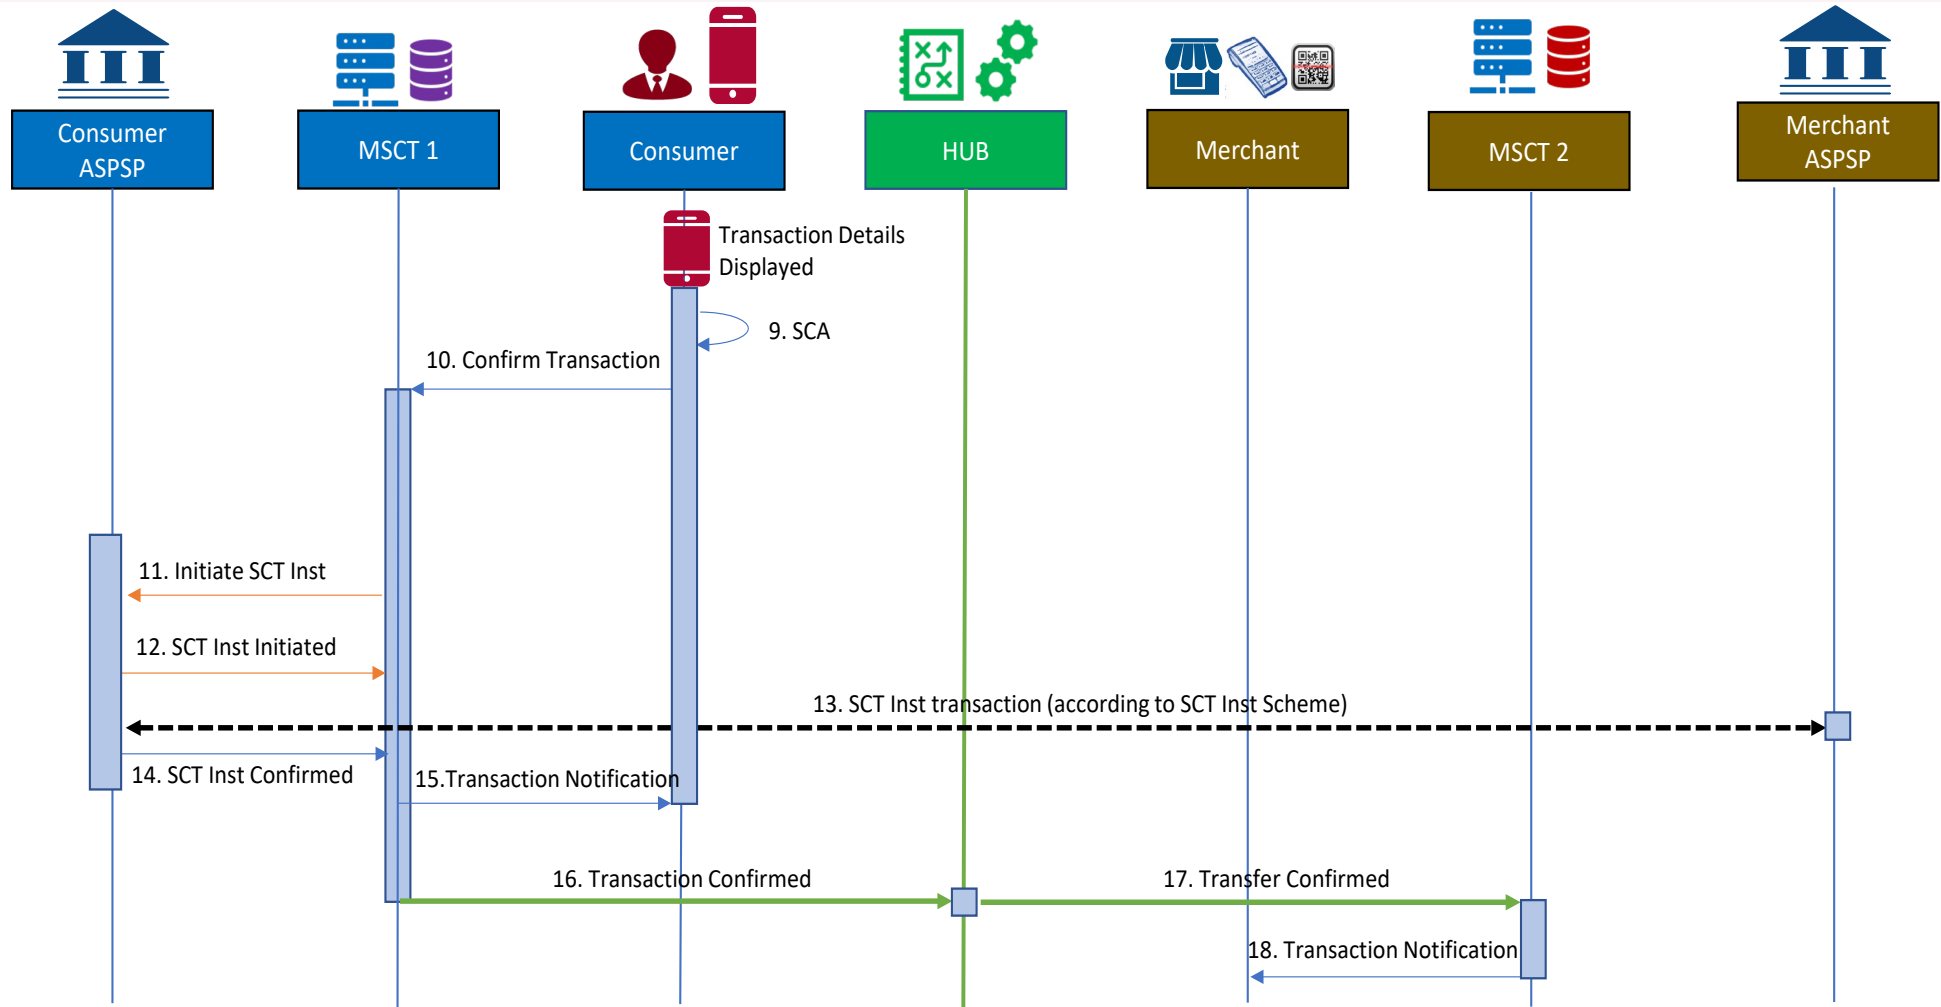 Consumer
ASPSP
MSCT 1
Consumer
HUB
Merchant
MSCT 2
Merchant
ASPSP
Transaction Details
Displayed
9. SCA
10. Confirm Transaction
11. Initiate SCT Inst
12. SCT Inst Initiated
13. SCT Inst transaction (according to SCT Inst Scheme)
14. SCT Inst Confirmed
15.Transaction Notification
16. Transaction Confirmed
17. Transfer Confirmed
18. Transaction Notification